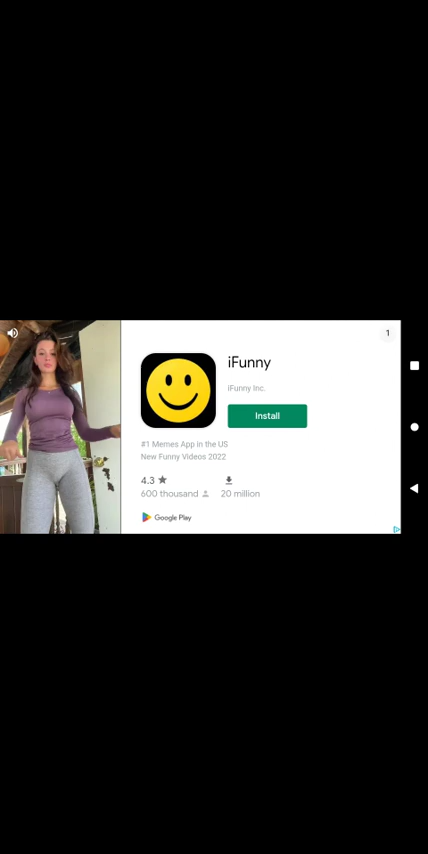 1
iFunny
iFunny Inc.
Install
#1 Memes App in the US
New Funny Videos 2022
4.3
600 thousand
20 million
Google Play